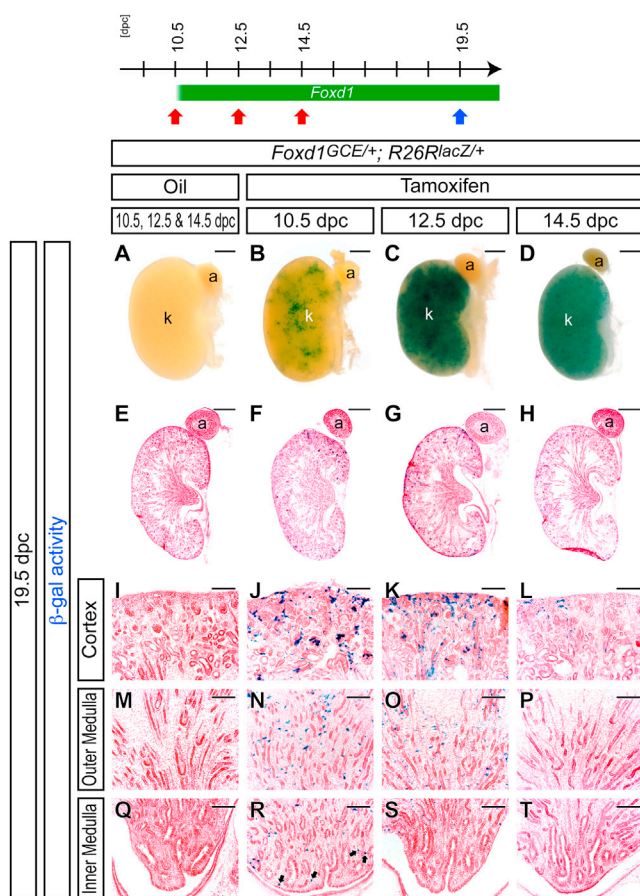 [dpc]
10.5
12.5
14.5
19.5
Foxd1
Foxd1GCE/+; R26RlacZ/+
Oil
Tamoxifen
10.5, 12.5 & 14.5 dpc
10.5 dpc
12.5 dpc
14.5 dpc
19.5 dpc
β-gal activity
A
a
k
B
a
k
C
a
k
D
a
k
E
a
F
a
G
a
H
a
Cortex
I
J
K
L
Outer Medulla
M
N
O
P
Inner Medulla
Q
R
S
T